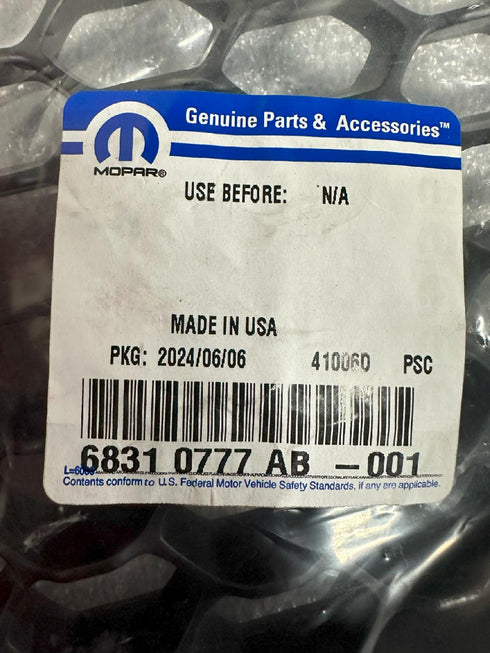 Genuine Parts & Accessories™
MOPAR®
USE BEFORE: N/A
MADE IN USA
PKG: 2024/06/06 410060 PSC
6831 0777 AB -001
Contents conform to U.S. Federal Motor Vehicle Safety Standards, if any are applicable.